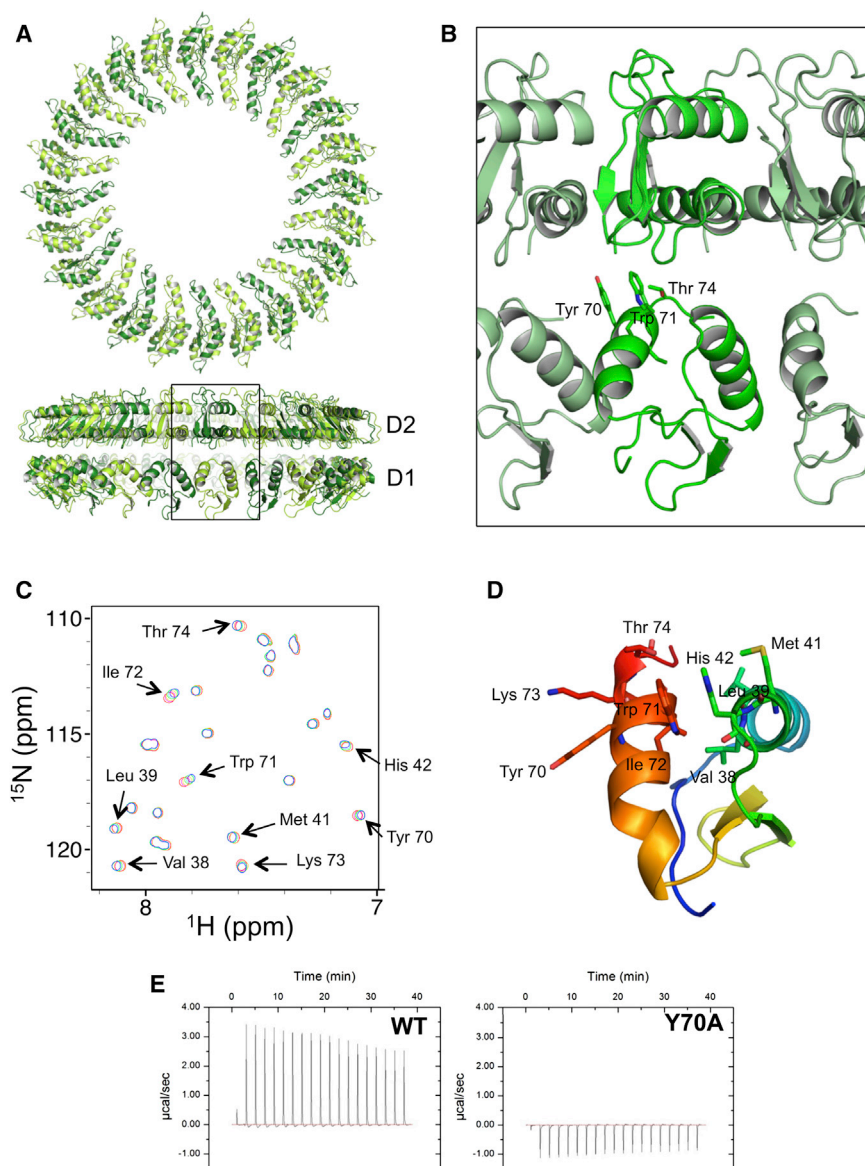 A
D2
D1
B
Tyr 70
Trp 71
Thr 74
C
110
115
120
15N (ppm)
8
7
1H (ppm)
Thr 74
Ile 72
Trp 71
Leu 39
His 42
Met 41
Tyr 70
Val 38
Lys 73
D
Thr 74
Met 41
His 42
Lys 73
Leu 39
Trp 71
Tyr 70
Ile 72
Val 38
E
Time (min)
0 10 20 30 40
WT
4.00
3.00
2.00
1.00
0.00
-1.00
µcal/sec
Time (min)
0 10 20 30 40
Y70A
4.00
3.00
2.00
1.00
0.00
-1.00
µcal/sec